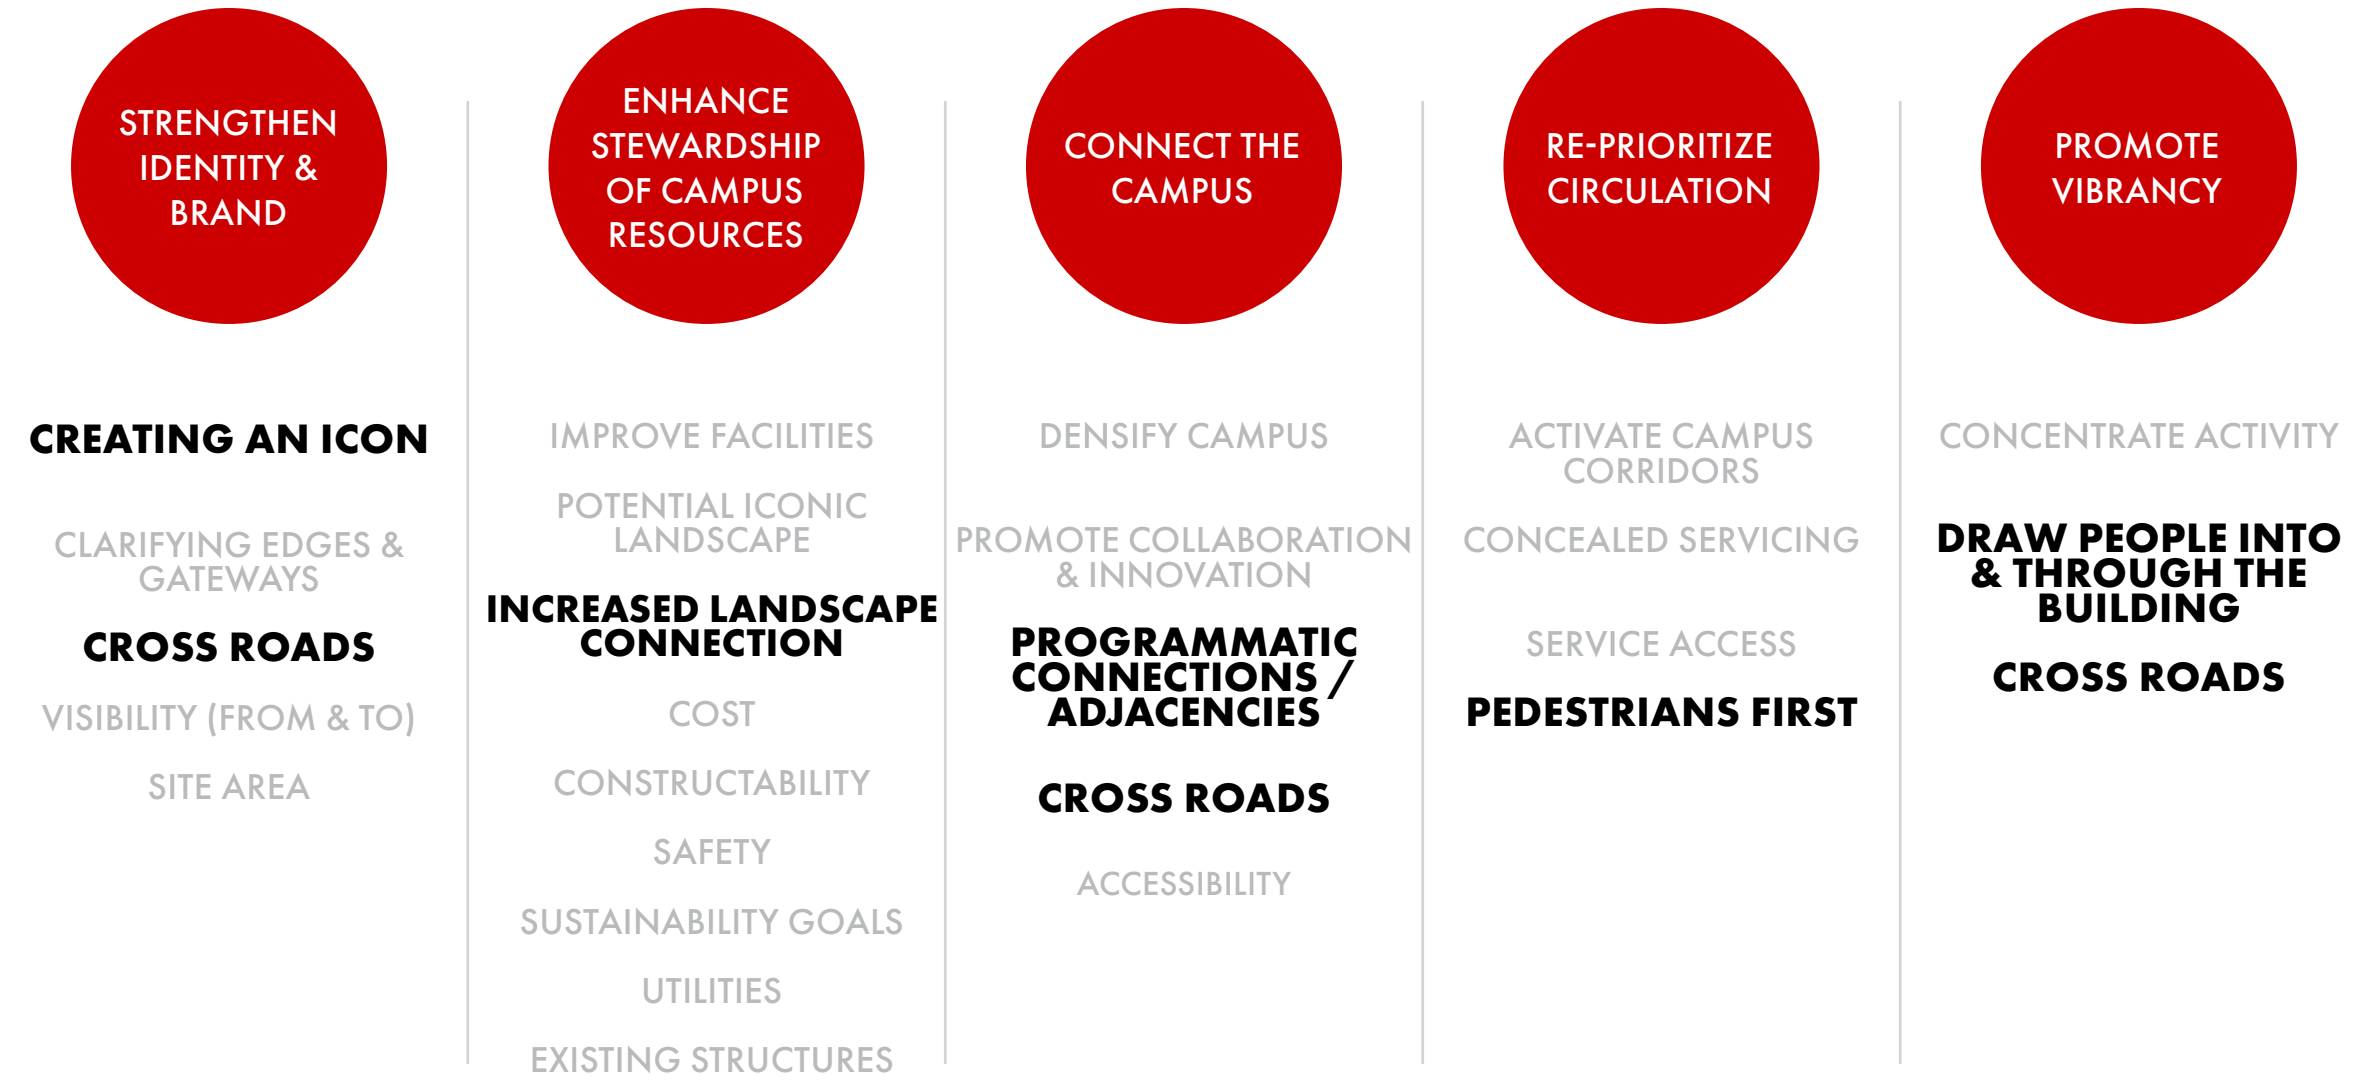 STRENGTHEN
IDENTITY &
BRAND
CREATING AN ICON
CLARIFYING EDGES &
GATEWAYS
CROSS ROADS
VISIBILITY (FROM & TO)
SITE AREA
ENHANCE
STEWARDSHIP
OF CAMPUS
RESOURCES
IMPROVE FACILITIES
POTENTIAL ICONIC
LANDSCAPE
INCREASED LANDSCAPE
CONNECTION
COST
CONSTRUCTABILITY
SAFETY
SUSTAINABILITY GOALS
UTILITIES
EXISTING STRUCTURES
CONNECT THE
CAMPUS
DENSIFY CAMPUS
PROMOTE COLLABORATION
& INNOVATION
PROGRAMMATIC
CONNECTIONS /
ADJACENCIES
CROSS ROADS
ACCESSIBILITY
RE-PRIORITIZE
CIRCULATION
ACTIVATE CAMPUS
CORRIDORS
CONCEALED SERVICING
SERVICE ACCESS
PEDESTRIANS FIRST
PROMOTE
VIBRANCY
CONCENTRATE ACTIVITY
DRAW PEOPLE INTO
& THROUGH THE
BUILDING
CROSS ROADS